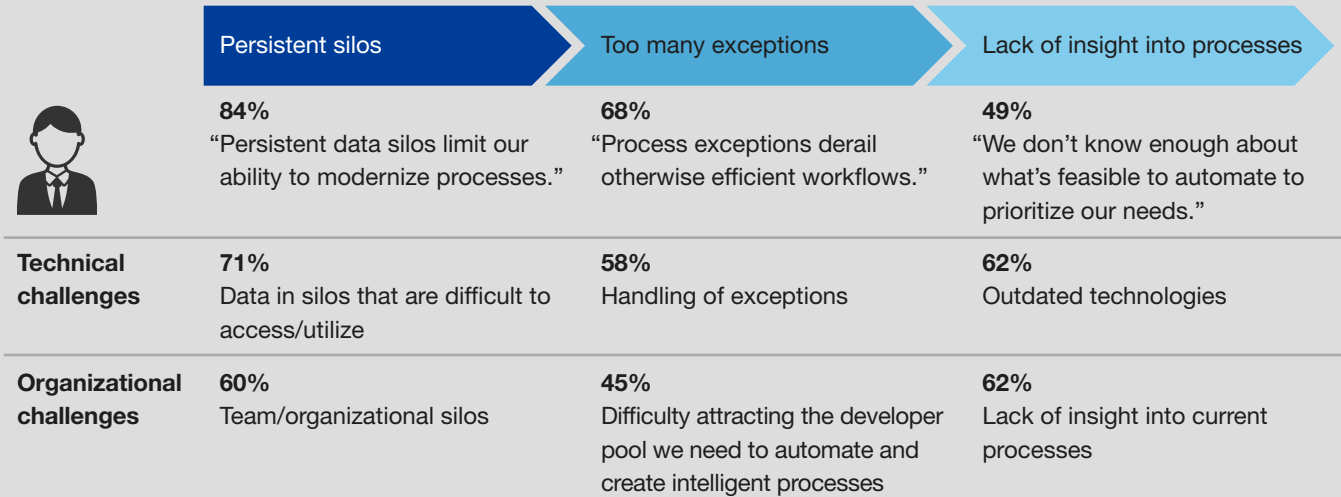 Persistent silos
Too many exceptions
Lack of insight into processes
84%
“Persistent data silos limit our
ability to modernize processes.”
68%
“Process exceptions derail
otherwise efficient workflows.”
49%
“We don’t know enough about
what’s feasible to automate to
prioritize our needs.”
Technical
challenges
71%
Data in silos that are difficult to
access/utilize
58%
Handling of exceptions
62%
Outdated technologies
Organizational
challenges
60%
Team/organizational silos
45%
Difficulty attracting the developer
pool we need to automate and
create intelligent processes
62%
Lack of insight into current
processes